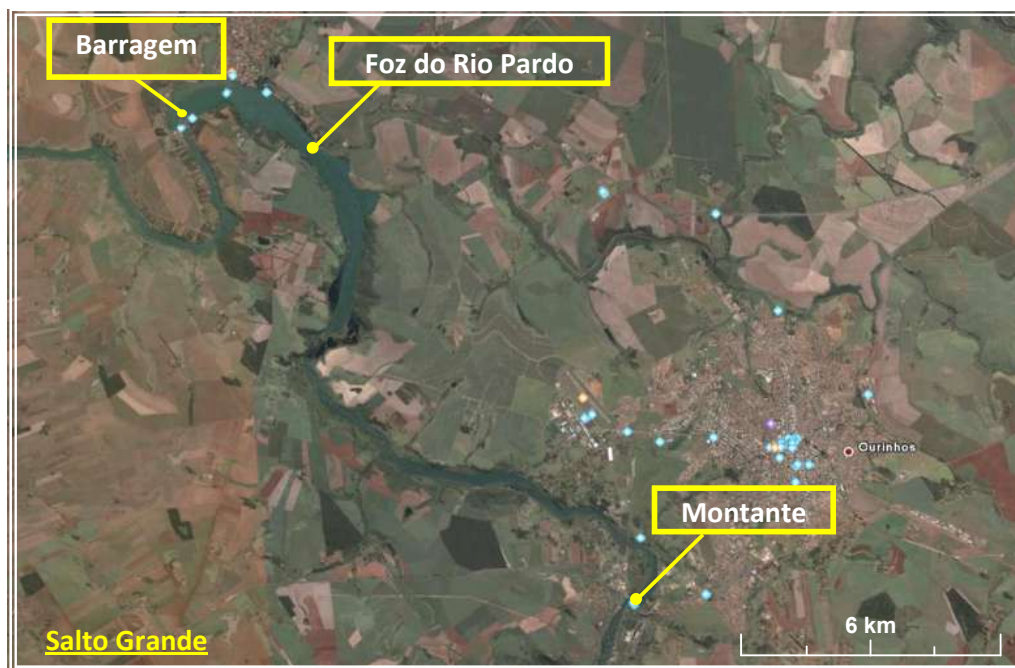 Barragem
Foz do Rio Pardo
Ourinhos
Montante
6 km
Salto Grande